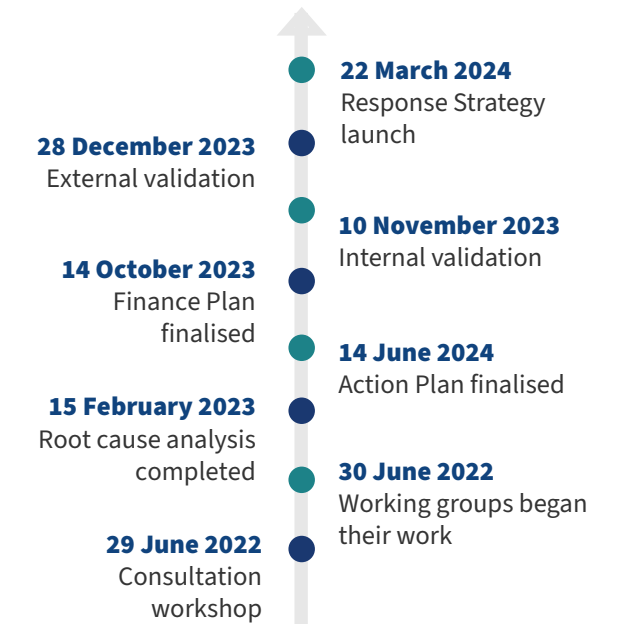 22 March 2024
Response Strategy
launch
28 December 2023
External validation
10 November 2023
Internal validation
14 October 2023
Finance Plan
finalised
14 June 2024
Action Plan finalised
15 February 2023
Root cause analysis
completed
30 June 2022
Working groups began
their work
29 June 2022
Consultation
workshop